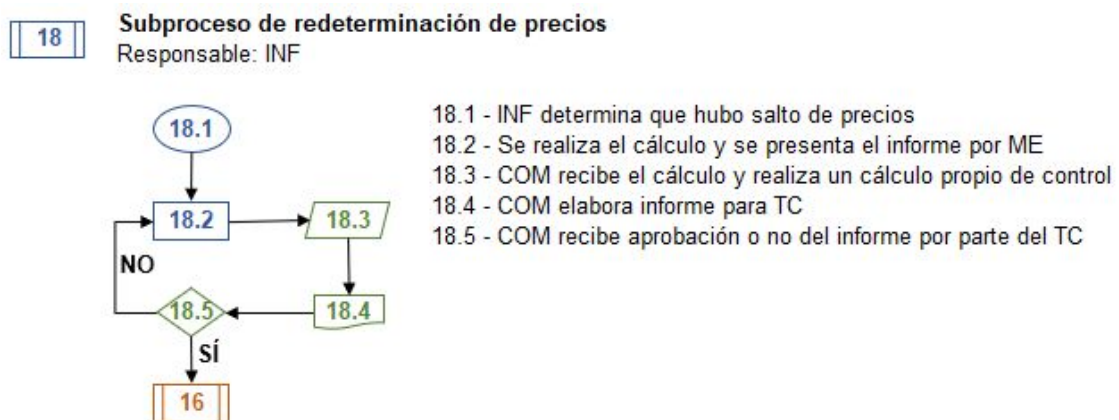 18
Subproceso de redeterminación de precios
Responsable: INF
18.1
18.1 - INF determina que hubo salto de precios
18.2 - Se realiza el cálculo y se presenta el informe por ME
18.3 - COM recibe el cálculo y realiza un cálculo propio de control
18.4 - COM elabora informe para TC
18.5 - COM recibe aprobación o no del informe por parte del TC
18.2
18.3
NO
18.5
18.4
SÍ
16